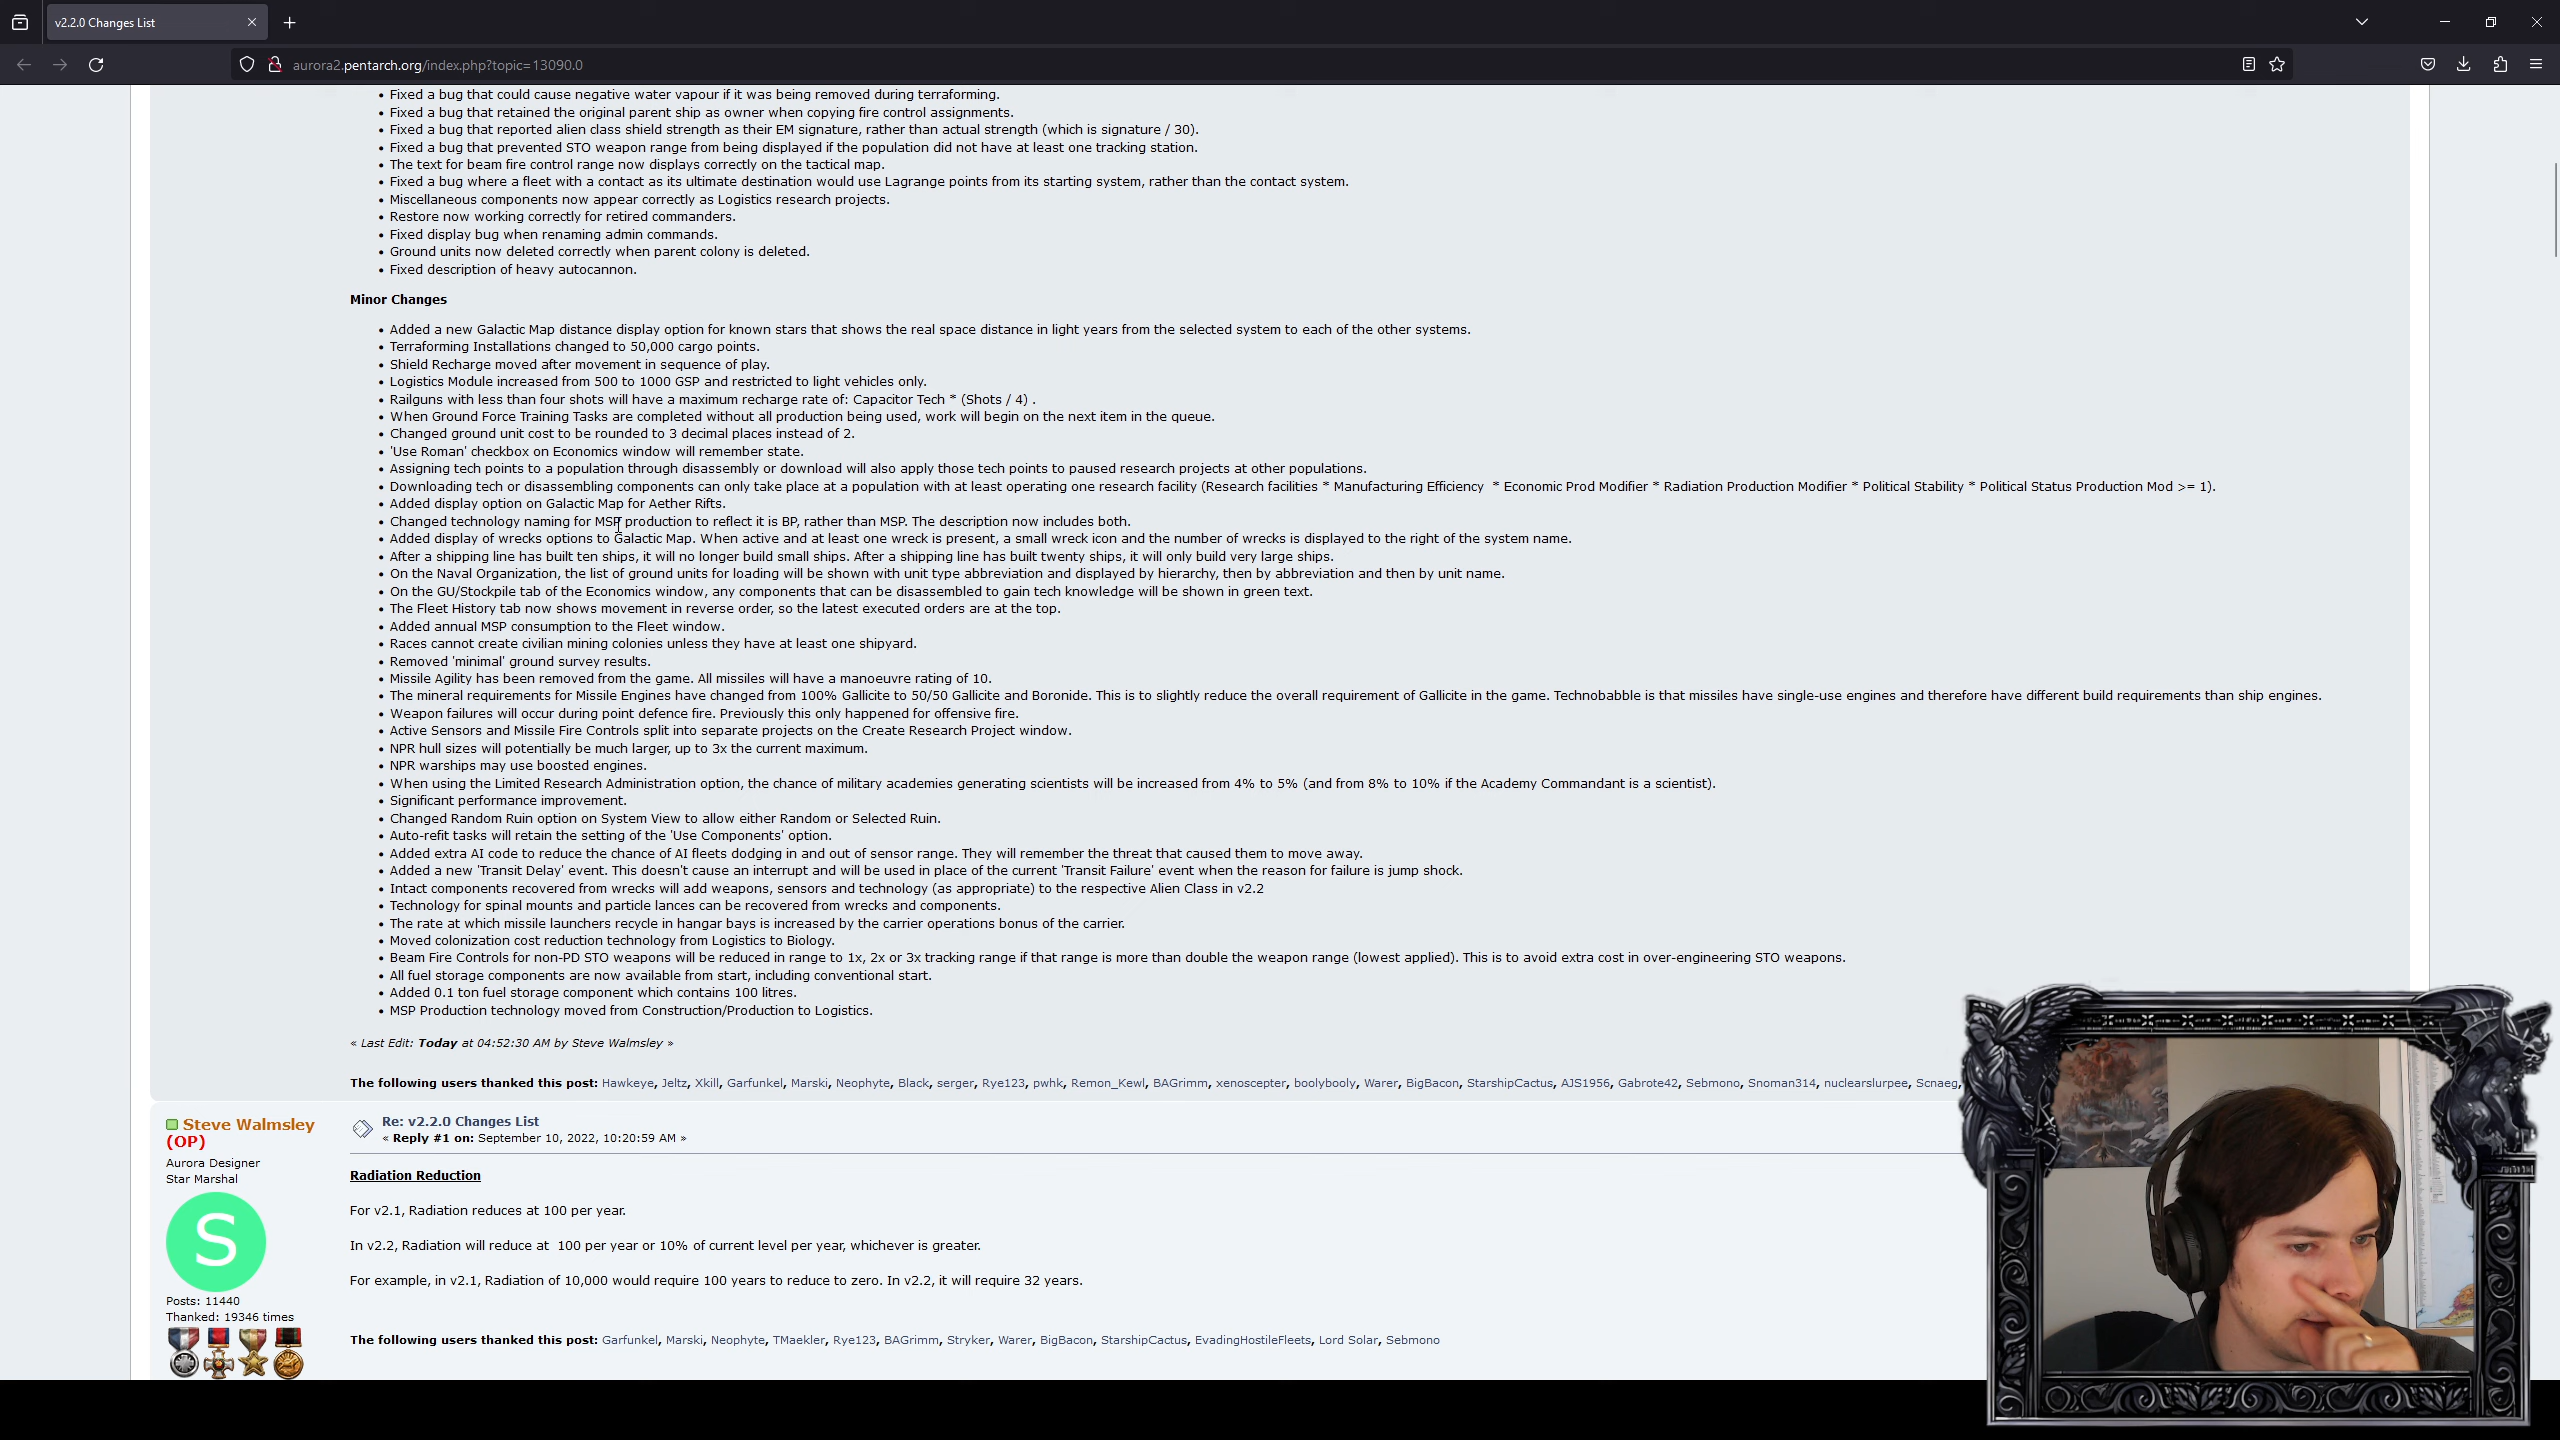 v2.2.0 Changes List
aurora2.pentarch.org/index.php?topic=13090.0
• Fixed a bug that could cause negative water vapour if it was being removed during terraforming.
• Fixed a bug that retained the original parent ship as owner when copying fire control assignments.
• Fixed a bug that reported alien class shield strength as their EM signature, rather than actual strength (which is signature / 30).
• Fixed a bug that prevented STO weapon range from being displayed if the population did not have at least one tracking station.
• The text for beam fire control range now displays correctly on the tactical map.
• Fixed a bug where a fleet with a contact as its ultimate destination would use Lagrange points from its starting system, rather than the contact system.
• Miscellaneous components now appear correctly as Logistics research projects.
• Restore now working correctly for retired commanders.
• Fixed display bug when renaming admin commands.
• Ground units now deleted correctly when parent colony is deleted.
• Fixed description of heavy autocannon.
Minor Changes
• Added a new Galactic Map distance display option for known stars that shows the real space distance in light years from the selected system to each of the other systems.
• Terraforming Installations changed to 50,000 cargo points.
• Shield Recharge moved after movement in sequence of play.
• Logistics Module increased from 500 to 1000 GSP and restricted to light vehicles only.
• Railguns with less than four shots will have a maximum recharge rate of: Capacitor Tech * (Shots / 4) .
• When Ground Force Training Tasks are completed without all production being used, work will begin on the next item in the queue.
• Changed ground unit cost to be rounded to 3 decimal places instead of 2.
• 'Use Roman' checkbox on Economics window will remember state.
• Assigning tech points to a population through disassembly or download will also apply those tech points to paused research projects at other populations.
• Downloading tech or disassembling components can only take place at a population with at least operating one research facility (Research facilities * Manufacturing Efficiency  * Economic Prod Modifier * Radiation Production Modifier * Political Stability * Political Status Production Mod >= 1).
• Added display option on Galactic Map for Aether Rifts.
• Changed technology naming for MSP production to reflect it is BP, rather than MSP. The description now includes both.
• Added display of wrecks options to Galactic Map. When active and at least one wreck is present, a small wreck icon and the number of wrecks is displayed to the right of the system name.
• After a shipping line has built ten ships, it will no longer build small ships. After a shipping line has built twenty ships, it will only build very large ships.
• On the Naval Organization, the list of ground units for loading will be shown with unit type abbreviation and displayed by hierarchy, then by abbreviation and then by unit name.
• On the GU/Stockpile tab of the Economics window, any components that can be disassembled to gain tech knowledge will be shown in green text.
• The Fleet History tab now shows movement in reverse order, so the latest executed orders are at the top.
• Added annual MSP consumption to the Fleet window.
• Races cannot create civilian mining colonies unless they have at least one shipyard.
• Removed 'minimal' ground survey results.
• Missile Agility has been removed from the game. All missiles will have a manoeuvre rating of 10.
• The mineral requirements for Missile Engines have changed from 100% Gallicite to 50/50 Gallicite and Boronide. This is to slightly reduce the overall requirement of Gallicite in the game. Technobabble is that missiles have single-use engines and therefore have different build requirements than ship engines.
• Weapon failures will occur during point defence fire. Previously this only happened for offensive fire.
• Active Sensors and Missile Fire Controls split into separate projects on the Create Research Project window.
• NPR hull sizes will potentially be much larger, up to 3x the current maximum.
• NPR warships may use boosted engines.
• When using the Limited Research Administration option, the chance of military academies generating scientists will be increased from 4% to 5% (and from 8% to 10% if the Academy Commandant is a scientist).
• Significant performance improvement.
• Changed Random Ruin option on System View to allow either Random or Selected Ruin.
• Auto-refit tasks will retain the setting of the 'Use Components' option.
• Added extra AI code to reduce the chance of AI fleets dodging in and out of sensor range. They will remember the threat that caused them to move away.
• Added a new 'Transit Delay' event. This doesn't cause an interrupt and will be used in place of the current 'Transit Failure' event when the reason for failure is jump shock.
• Intact components recovered from wrecks will add weapons, sensors and technology (as appropriate) to the respective Alien Class in v2.2
• Technology for spinal mounts and particle lances can be recovered from wrecks and components.
• The rate at which missile launchers recycle in hangar bays is increased by the carrier operations bonus of the carrier.
• Moved colonization cost reduction technology from Logistics to Biology.
• Beam Fire Controls for non-PD STO weapons will be reduced in range to 1x, 2x or 3x tracking range if that range is more than double the weapon range (lowest applied). This is to avoid extra cost in over-engineering STO weapons.
• All fuel storage components are now available from start, including conventional start.
• Added 0.1 ton fuel storage component which contains 100 litres.
• MSP Production technology moved from Construction/Production to Logistics.
« Last Edit: Today at 04:52:30 AM by Steve Walmsley »
The following users thanked this post: Hawkeye, Jeltz, Xkill, Garfunkel, Marski, Neophyte, Black, serger, Rye123, pwhk, Remon_Kewl, BAGrimm, xenoscepter, boolybooly, Warer, BigBacon, StarshipCactus, AJS1956, Gabrote42, Sebmono, Snoman314, nuclearslurpee, Scnaeg,
Steve Walmsley
(OP)
Aurora Designer
Star Marshal
S
Posts: 11440
Thanked: 19346 times
Re: v2.2.0 Changes List
« Reply #1 on: September 10, 2022, 10:20:59 AM »
Radiation Reduction
For v2.1, Radiation reduces at 100 per year.
In v2.2, Radiation will reduce at  100 per year or 10% of current level per year, whichever is greater.
For example, in v2.1, Radiation of 10,000 would require 100 years to reduce to zero. In v2.2, it will require 32 years.
The following users thanked this post: Garfunkel, Marski, Neophyte, TMaekler, Rye123, BAGrimm, Stryker, Warer, BigBacon, StarshipCactus, EvadingHostileFleets, Lord Solar, Sebmono